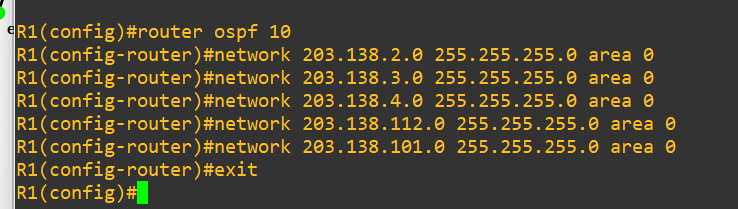 R1(config)#router ospf 10
R1(config-router)#network 203.138.2.0 255.255.255.0 area 0
R1(config-router)#network 203.138.3.0 255.255.255.0 area 0
R1(config-router)#network 203.138.4.0 255.255.255.0 area 0
R1(config-router)#network 203.138.112.0 255.255.255.0 area 0
R1(config-router)#network 203.138.101.0 255.255.255.0 area 0
R1(config-router)#exit
R1(config)#